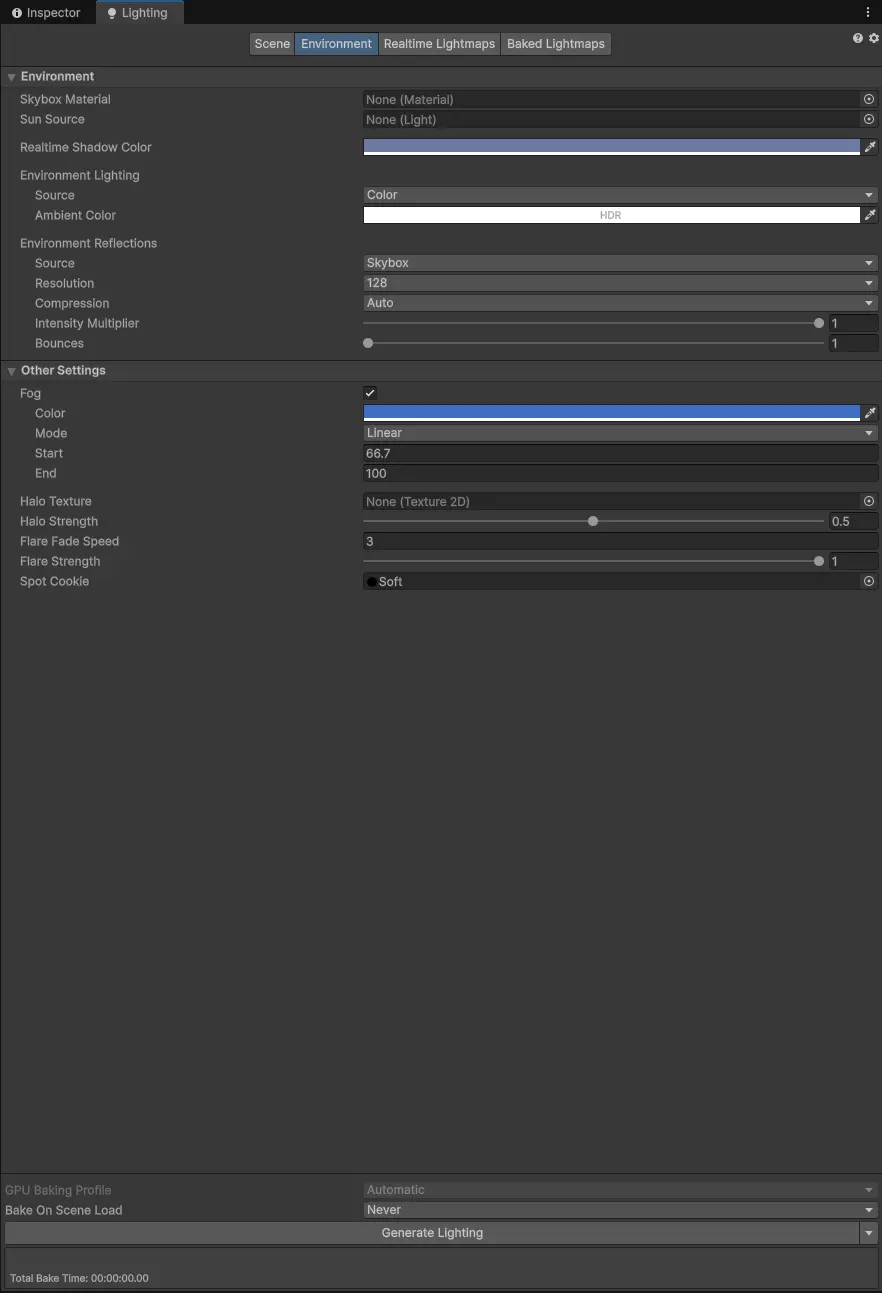 Inspector Lighting
Scene Environment Realtime Lightmaps Baked Lightmaps
Environment
Skybox Material None (Material)
Sun Source None (Light)
Realtime Shadow Color
Environment Lighting
Source Color
Ambient Color HDR
Environment Reflections
Source Skybox
Resolution 128
Compression Auto
Intensity Multiplier 1
Bounces 1
Other Settings
Fog
Color
Mode Linear
Start 66.7
End 100
Halo Texture None (Texture 2D)
Halo Strength 0.5
Flare Fade Speed 3
Flare Strength 1
Spot Cookie Soft
GPU Baking Profile Automatic
Bake On Scene Load Never
Generate Lighting
Total Bake Time: 00:00:00.00